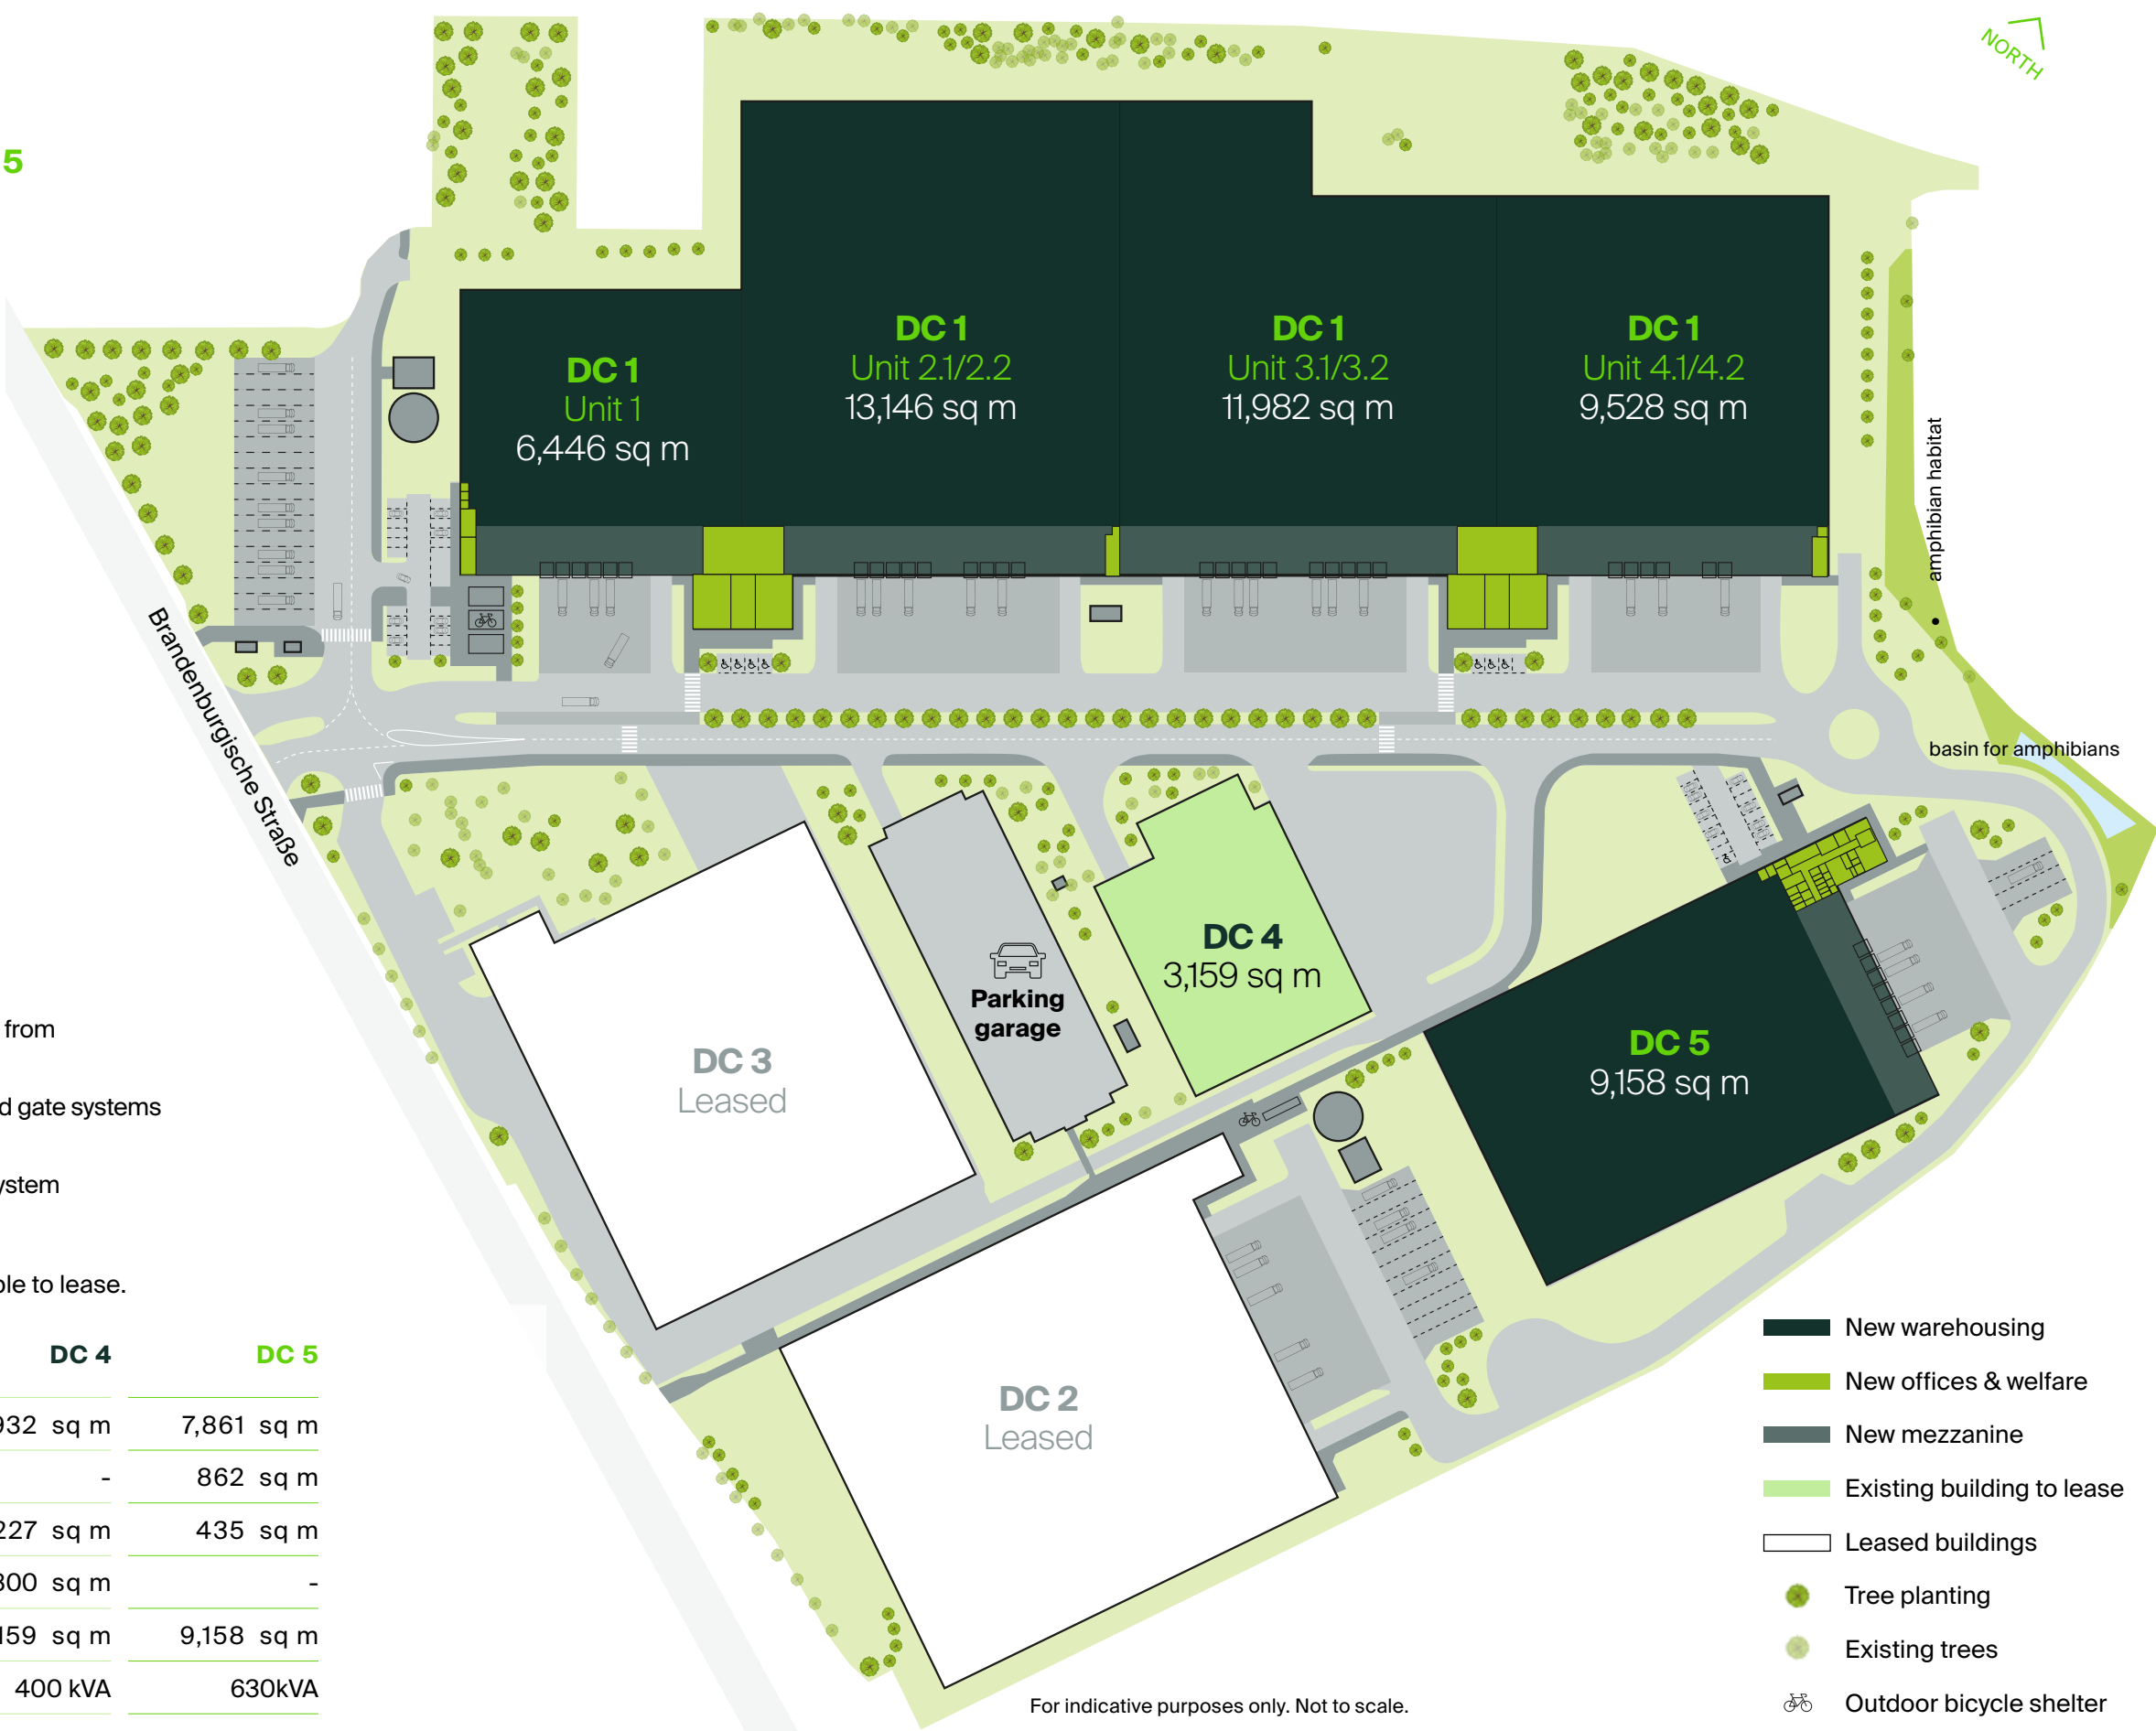 NORTH
5
DC 1
Unit 1
6,446 sq m
DC 1
Unit 2.1/2.2
13,146 sq m
DC 1
Unit 3.1/3.2
11,982 sq m
DC 1
Unit 4.1/4.2
9,528 sq m
amphibian habitat
basin for amphibians
Brandenburgische Straße
Parking
garage
DC 4
3,159 sq m
DC 3
Leased
DC 5
9,158 sq m
DC 2
Leased
from
gate systems
to lease.
DC 4 DC 5
932 sq m 7,861 sq m
- 862 sq m
227 sq m 435 sq m
300 sq m -
159 sq m 9,158 sq m
400 kVA 630kVA
New warehousing
New offices & welfare
New mezzanine
Existing building to lease
Leased buildings
Tree planting
Existing trees
Outdoor bicycle shelter
For indicative purposes only. Not to scale.